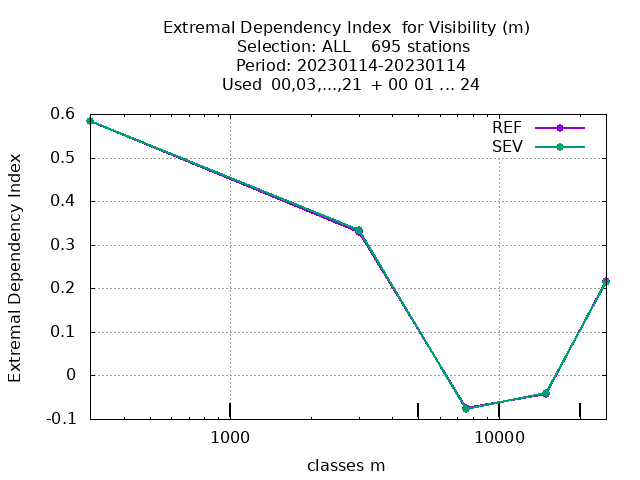 Extremal Dependency Index  for Visibility (m)
Selection: ALL    695 stations
Period: 20230114-20230114
Used  00,03,...,21  + 00 01 ... 24
REF
SEV
0.6
0.5
0.4
0.3
0.2
0.1
0
-0.1
Extremal Dependency Index
1000
10000
classes m